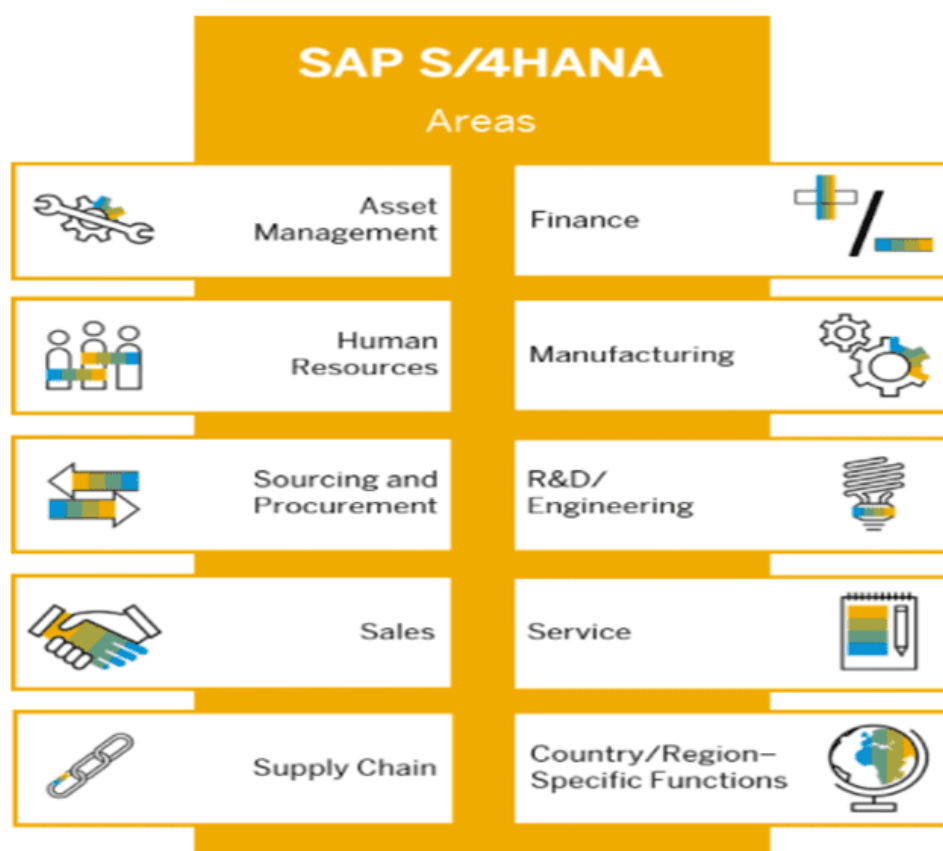 SAP S/4HANA
Areas
Asset
Management
Finance
Human
Resources
Manufacturing
Sourcing and
Procurement
R&D/
Engineering
Sales
Service
Supply Chain
Country/Region–
Specific Functions